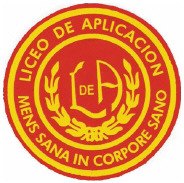 LICEO DE APLICACION
L DE A
MENS SANA IN CORPORE SANO